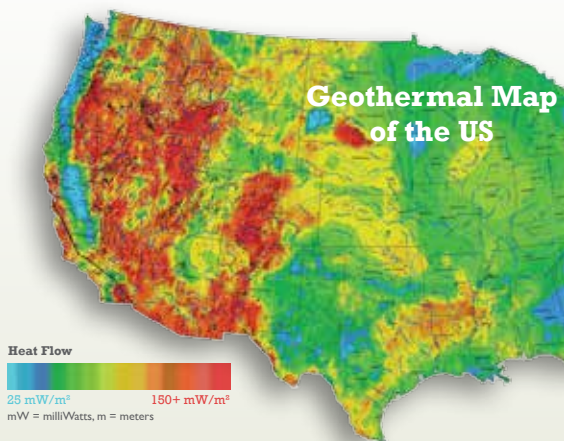 Geothermal Map
of the US
Heat Flow
25 mW/m²
150+ mW/m²
mW = milliWatts, m = meters